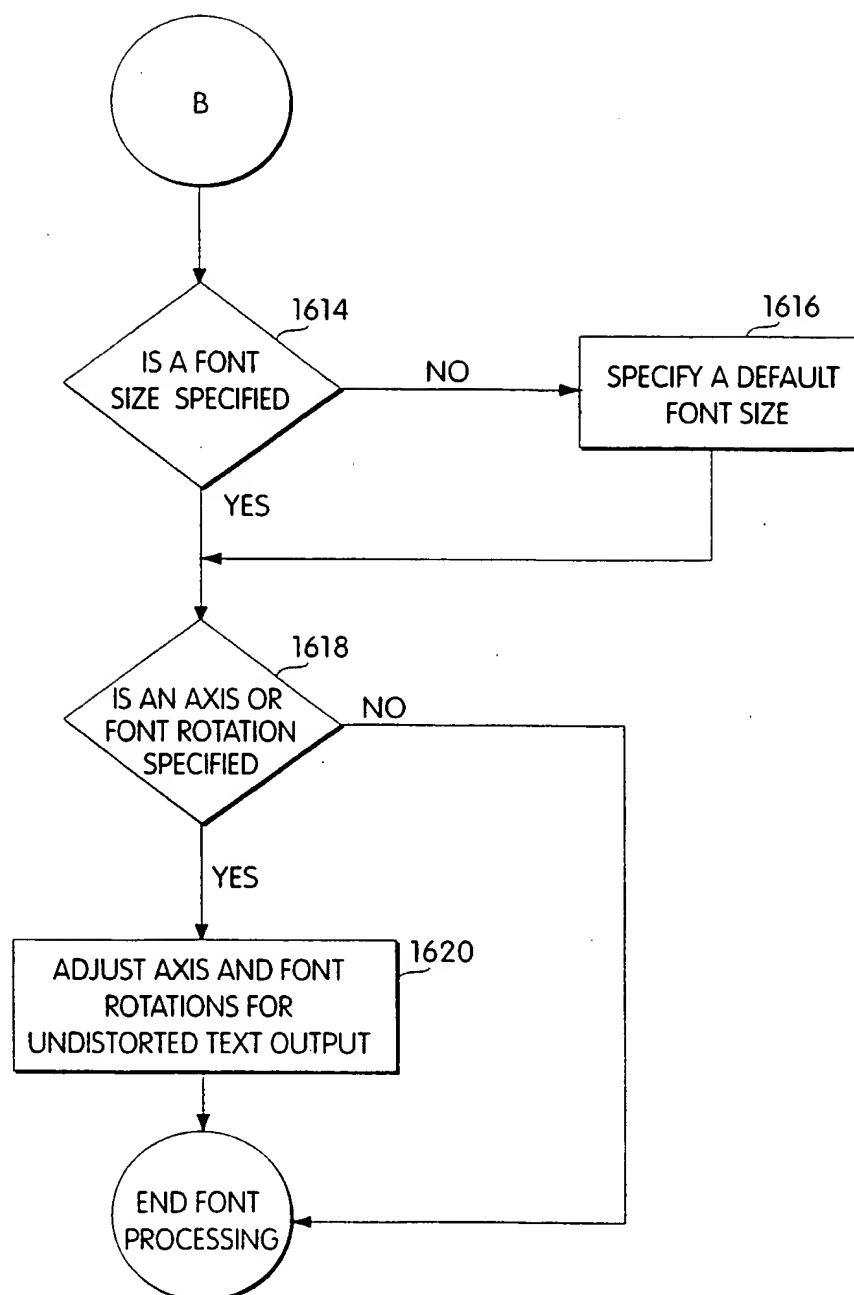 B
1614
IS A FONT
SIZE SPECIFIED
NO
1616
SPECIFY A DEFAULT
FONT SIZE
YES
1618
IS AN AXIS OR
FONT ROTATION
SPECIFIED
NO
YES
1620
ADJUST AXIS AND FONT
ROTATIONS FOR
UNDISTORTED TEXT OUTPUT
END FONT
PROCESSING